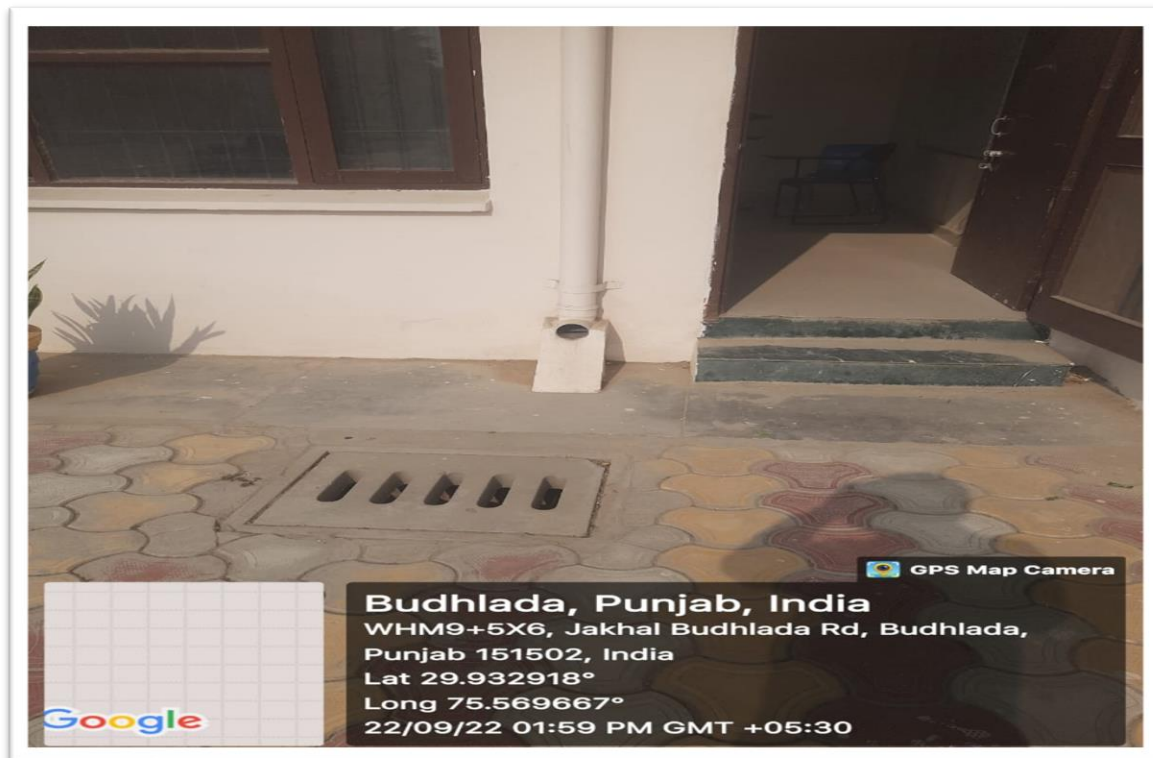 GPS Map Camera
Budhlada, Punjab, India
WHM9+5X6, Jakhal Budhlada Rd, Budhlada,
Punjab 151502, India
Lat 29.932918°
Long 75.569667°
22/09/22 01:59 PM GMT +05:30
Google